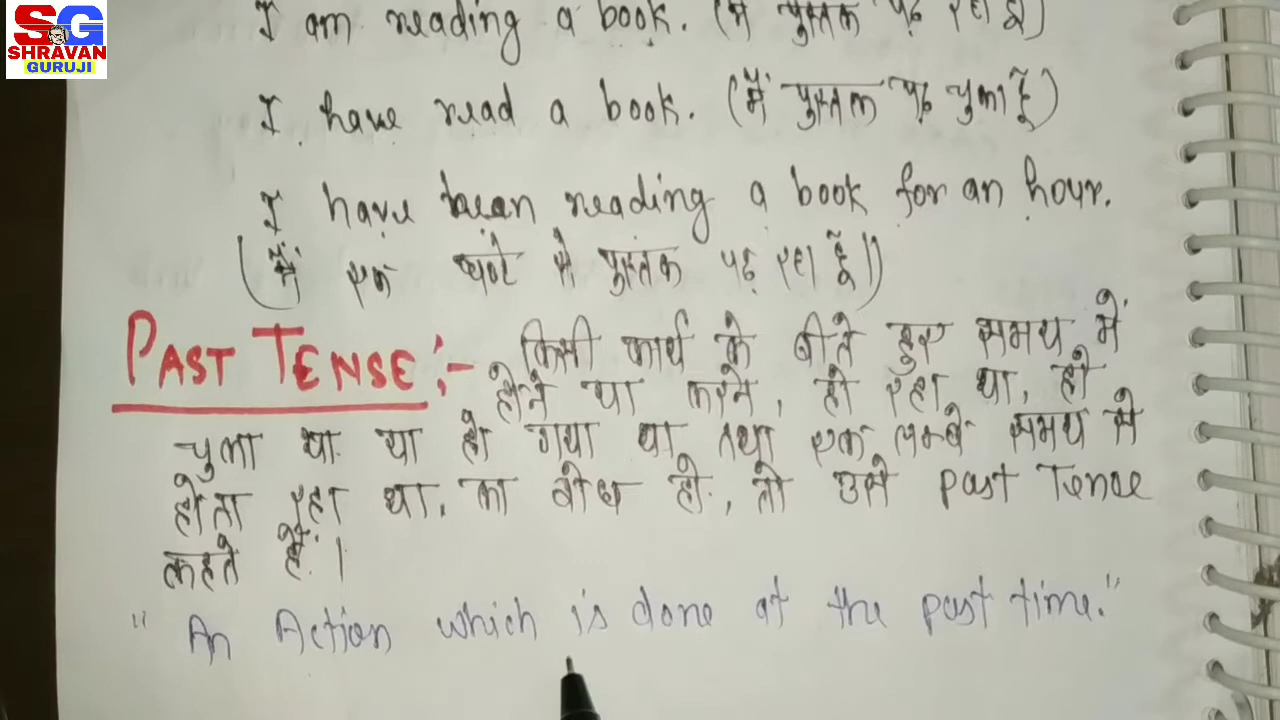 SG
SHRAVAN
GURUJI
I am reading a book. (मैं पुस्तक पढ़ रहा हूँ)
I have read a book. (मैं पुस्तक पढ़ चुका हूँ)
I have been reading a book for an hour.
(मैं एक घण्टे से पुस्तक पढ़ रहा हूँ।)
PAST TENSE :- किसी कार्य के बीते हुए समय में
होने या करने, हो रहा था, हो
चुका था या हो गया था तथा एक लम्बे समय से
होता रहा था, का बोध हो, तो उसे Past Tense
कहते हैं।
"An Action which is done at the past time."